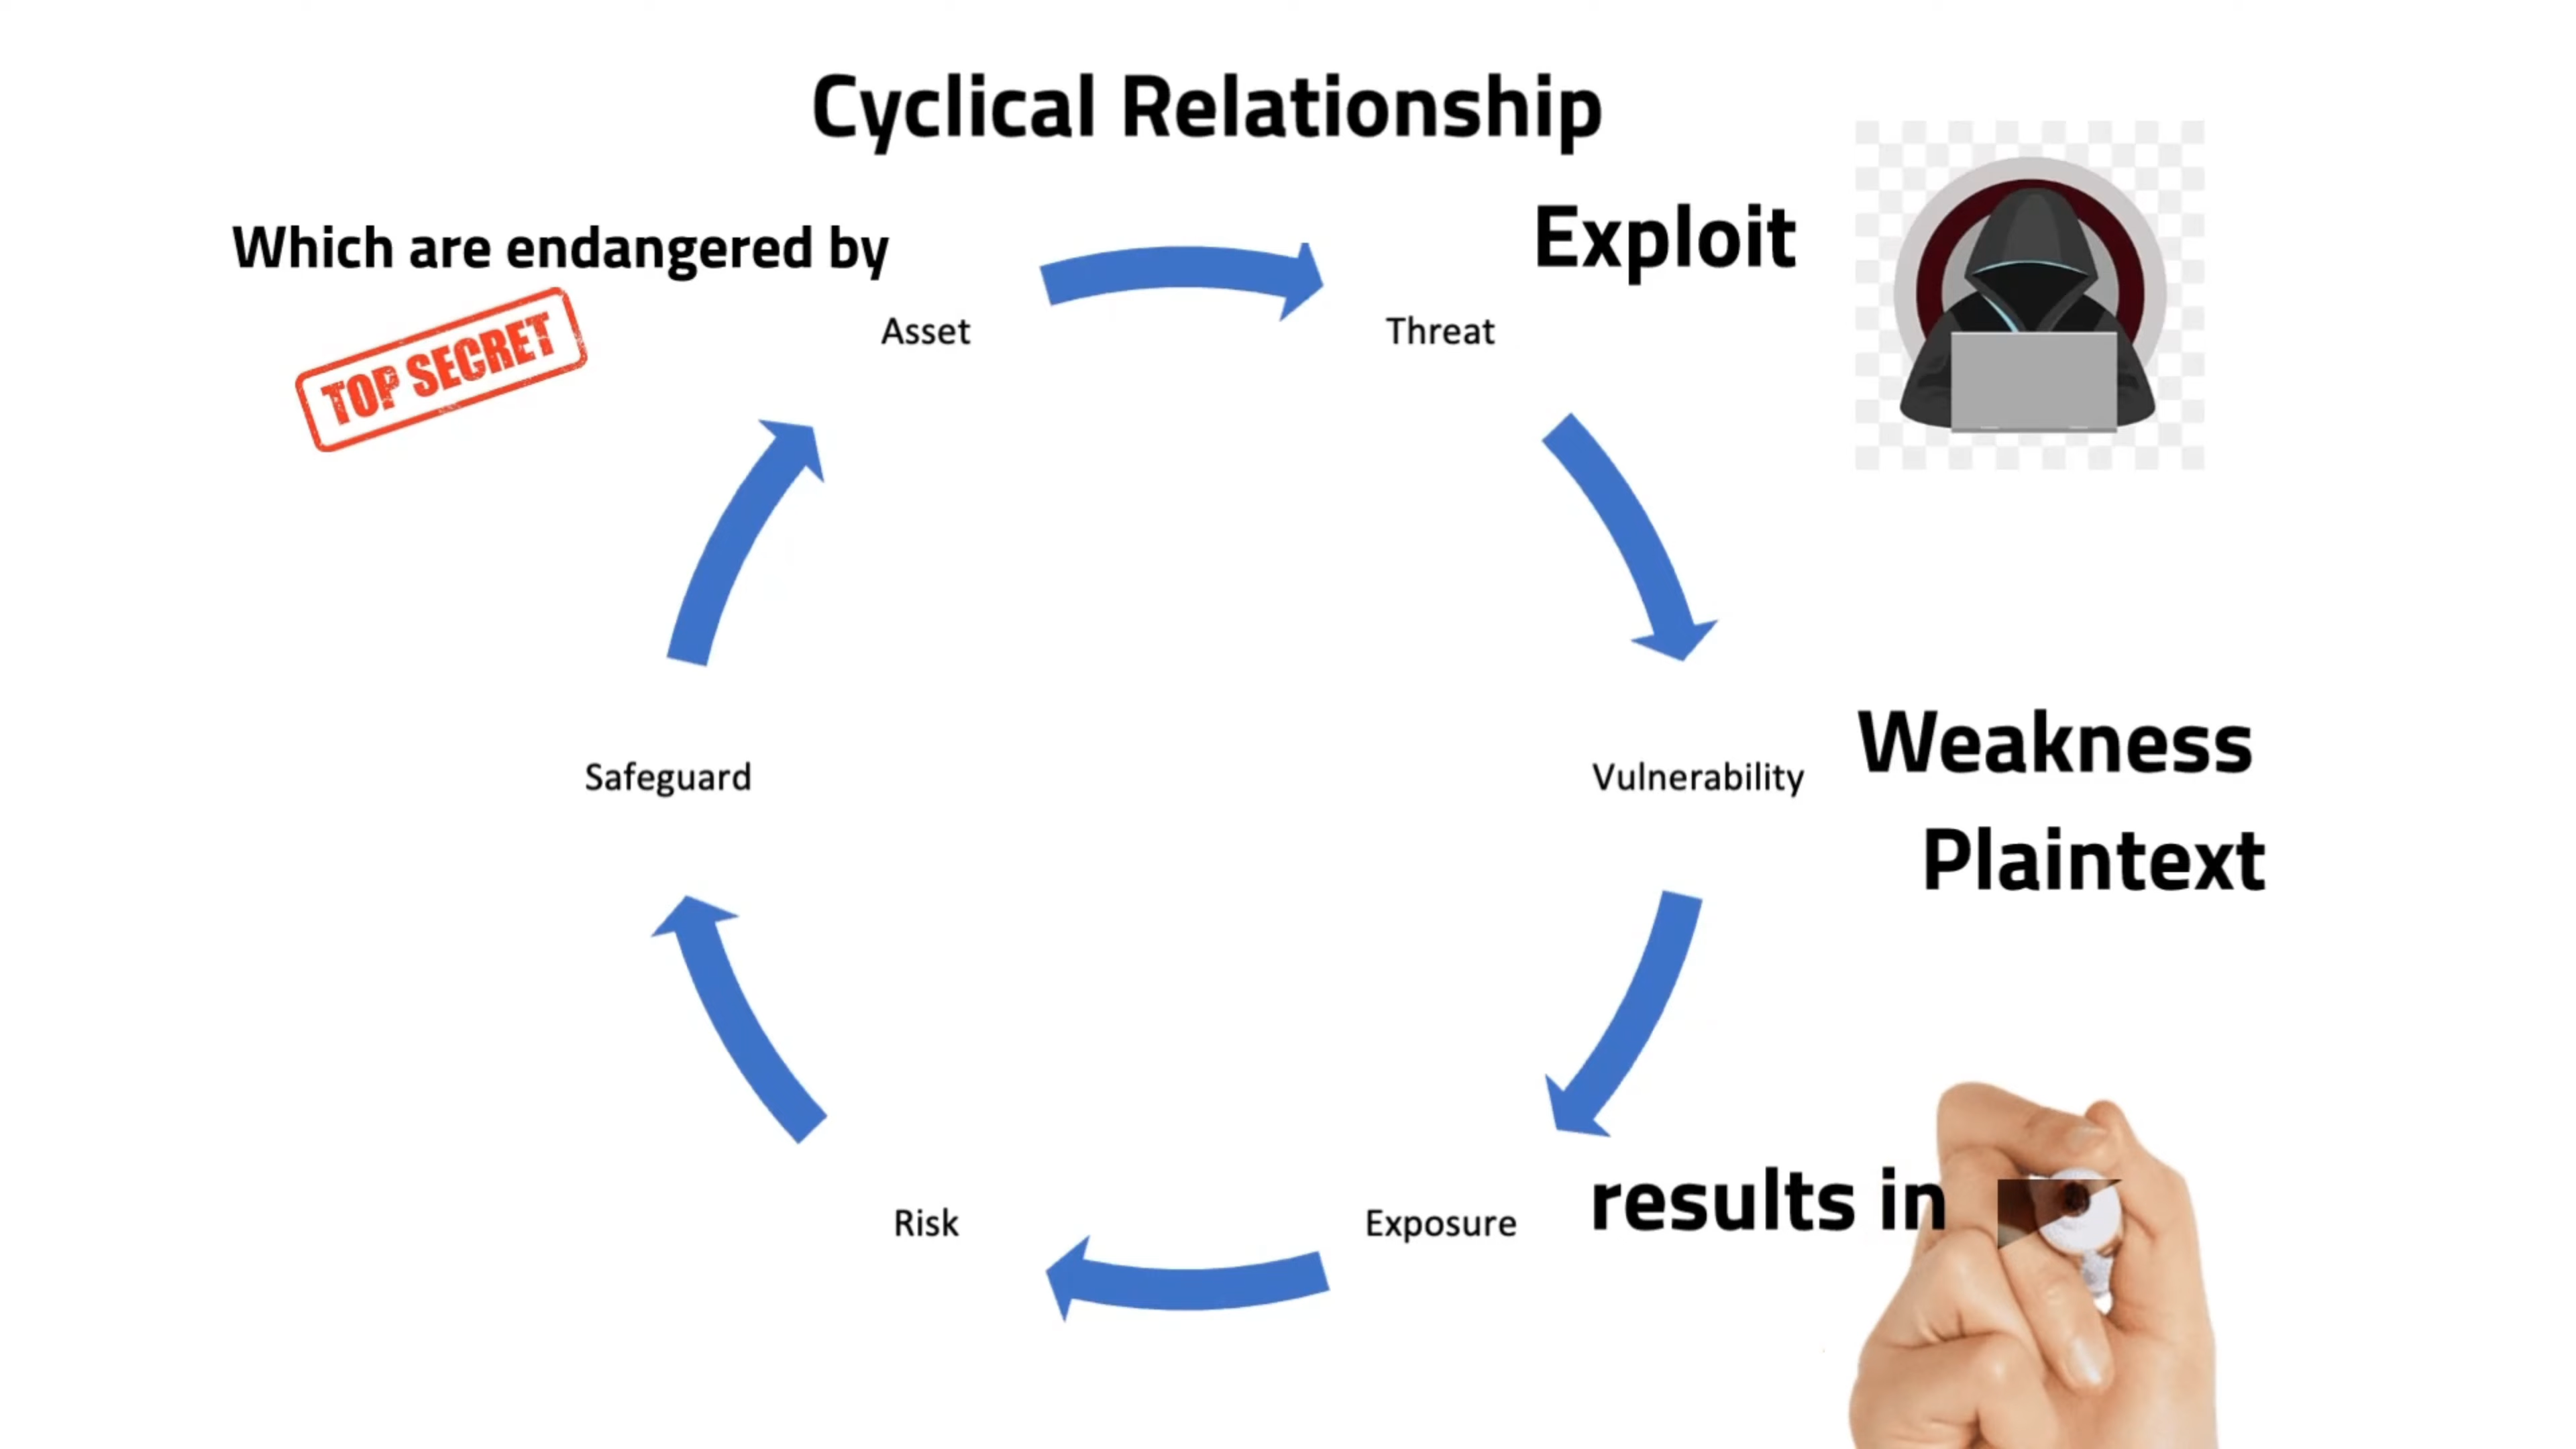 Cyclical Relationship
Which are endangered by
Exploit
TOP SECRET
Asset
Threat
Safeguard
Vulnerability
Weakness
Plaintext
Risk
Exposure
results in